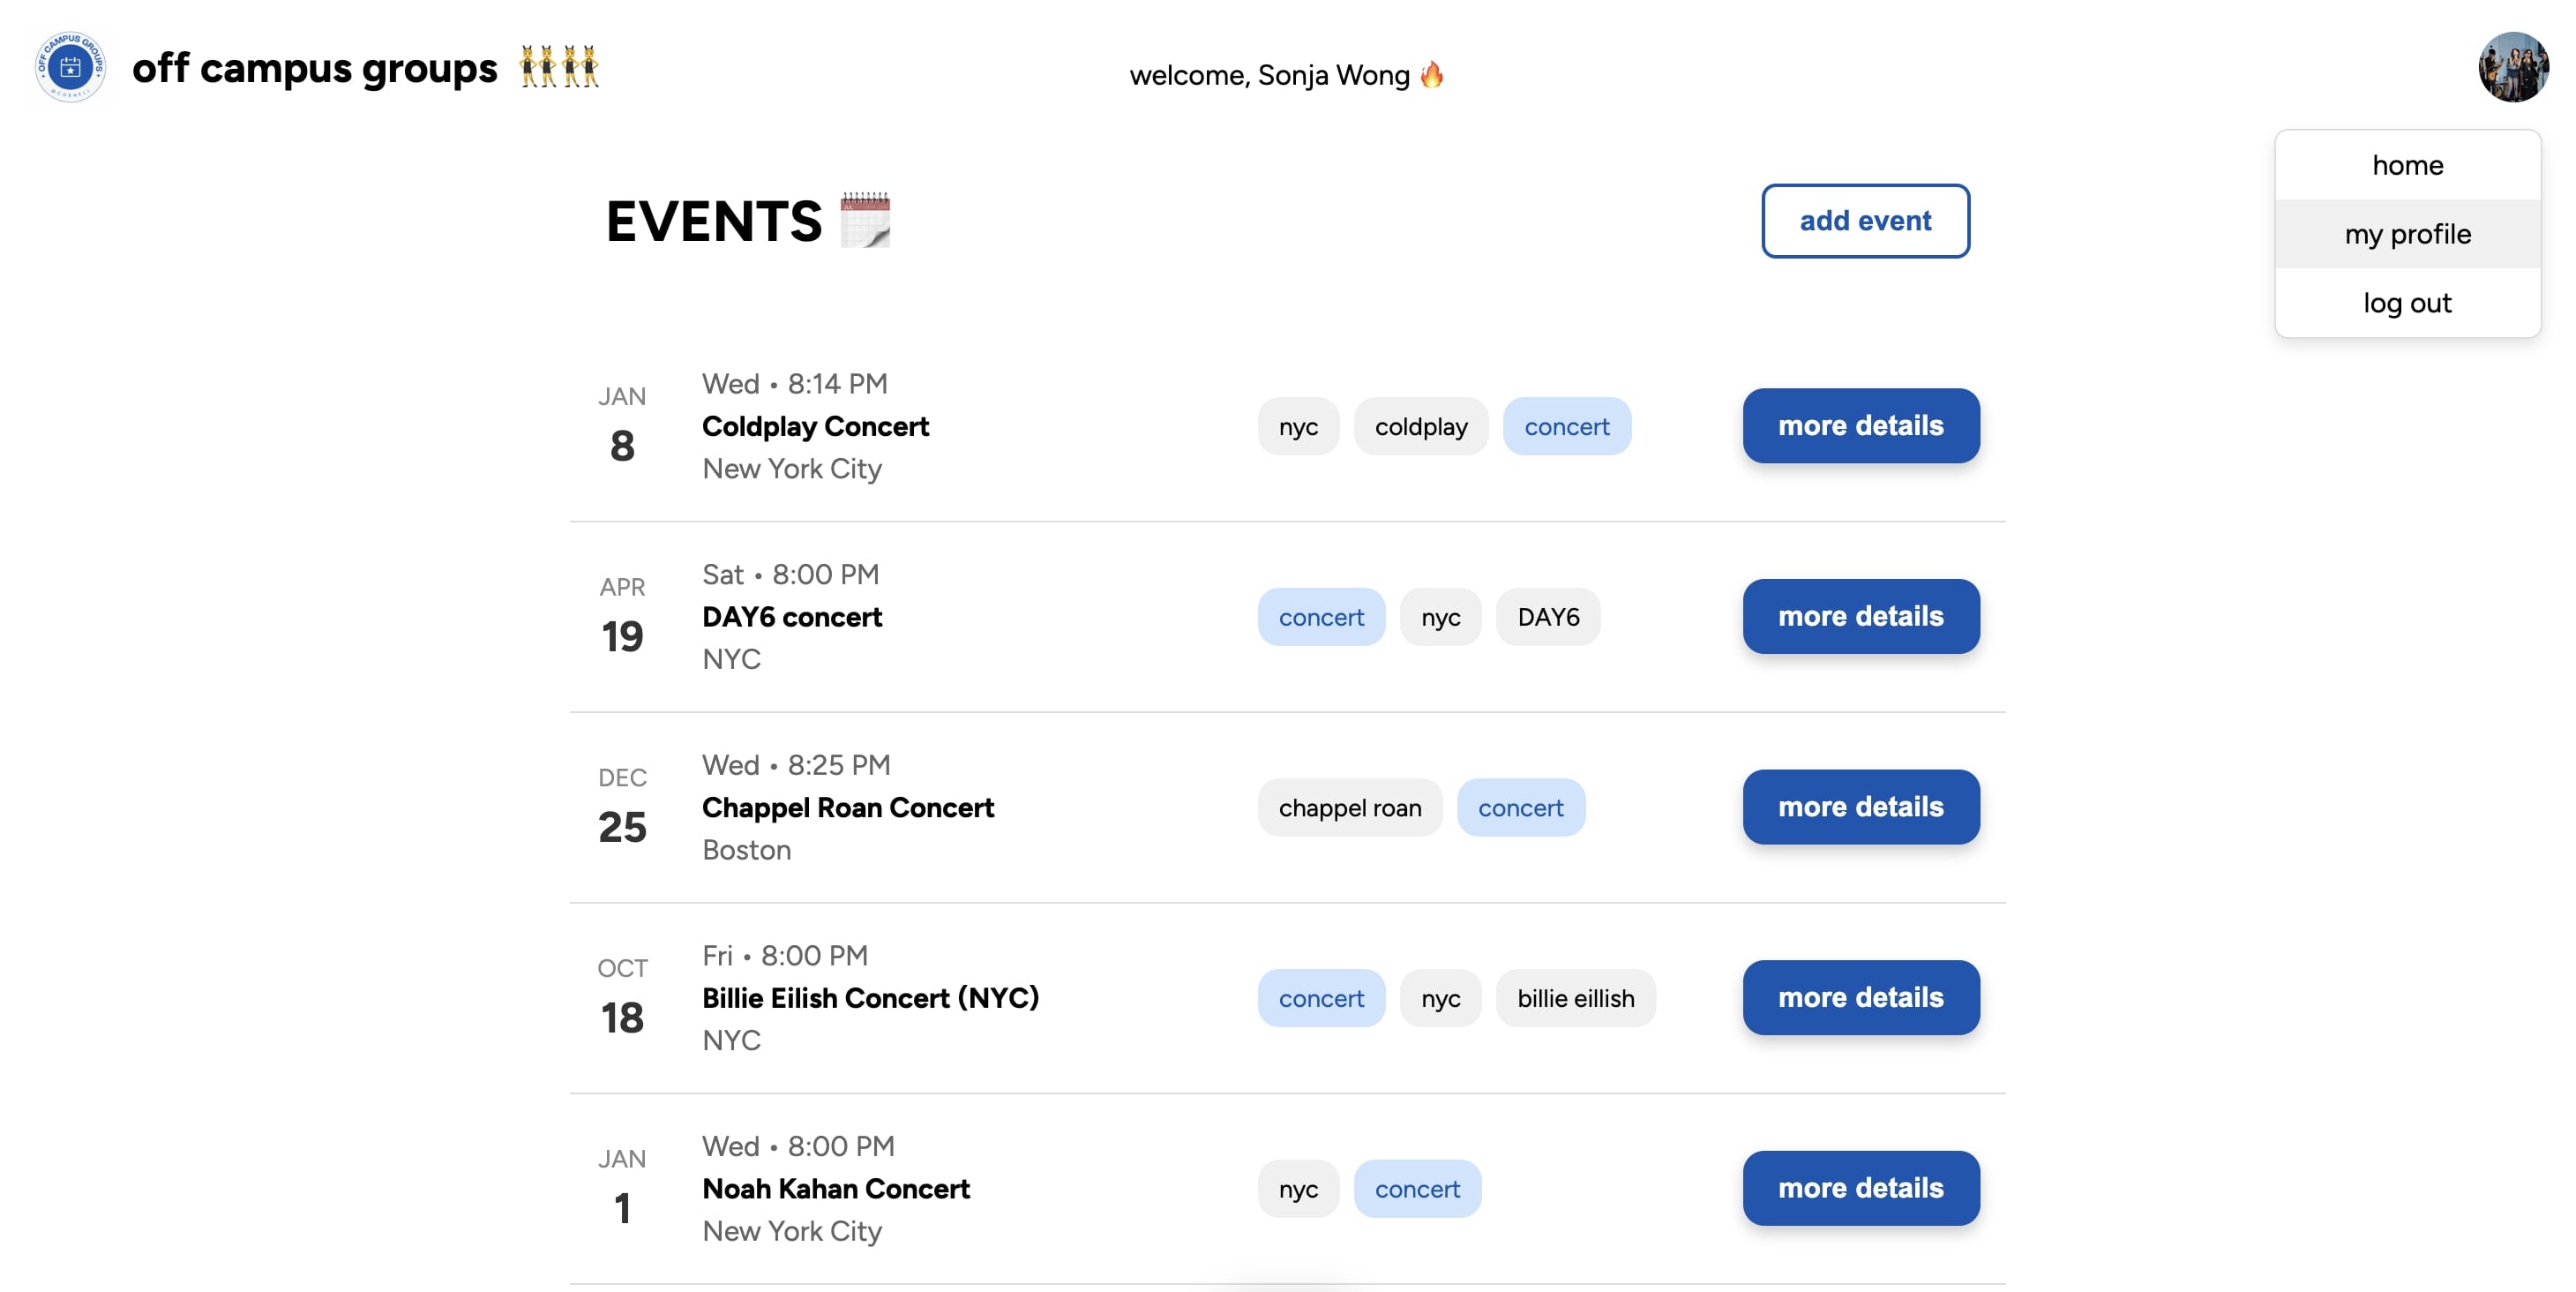 OFF CAMPUS GROUPS
@CORNELL
off campus groups
welcome, Sonja Wong
home
my profile
log out
EVENTS
add event
JAN
8
Wed • 8:14 PM
Coldplay Concert
New York City
nyc
coldplay
concert
more details
APR
19
Sat • 8:00 PM
DAY6 concert
NYC
concert
nyc
DAY6
more details
DEC
25
Wed • 8:25 PM
Chappel Roan Concert
Boston
chappel roan
concert
more details
OCT
18
Fri • 8:00 PM
Billie Eilish Concert (NYC)
NYC
concert
nyc
billie eillish
more details
JAN
1
Wed • 8:00 PM
Noah Kahan Concert
New York City
nyc
concert
more details